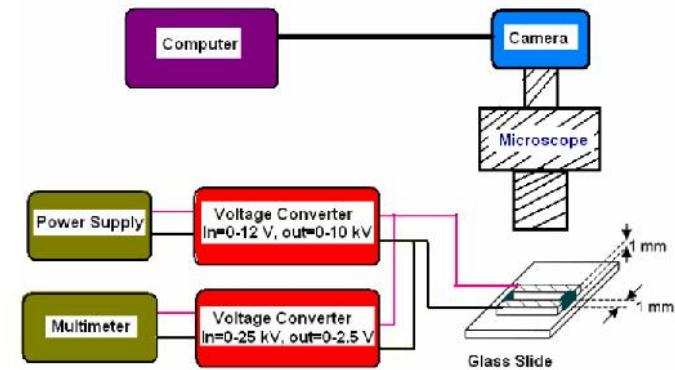 Computer
Camera
Microscope
Power Supply
Voltage Converter
In=0-12 V, out=0-10 kV
1 mm
Multimeter
Voltage Converter
In=0-25 kV, out=0-2.5 V
1 mm
Glass Slide